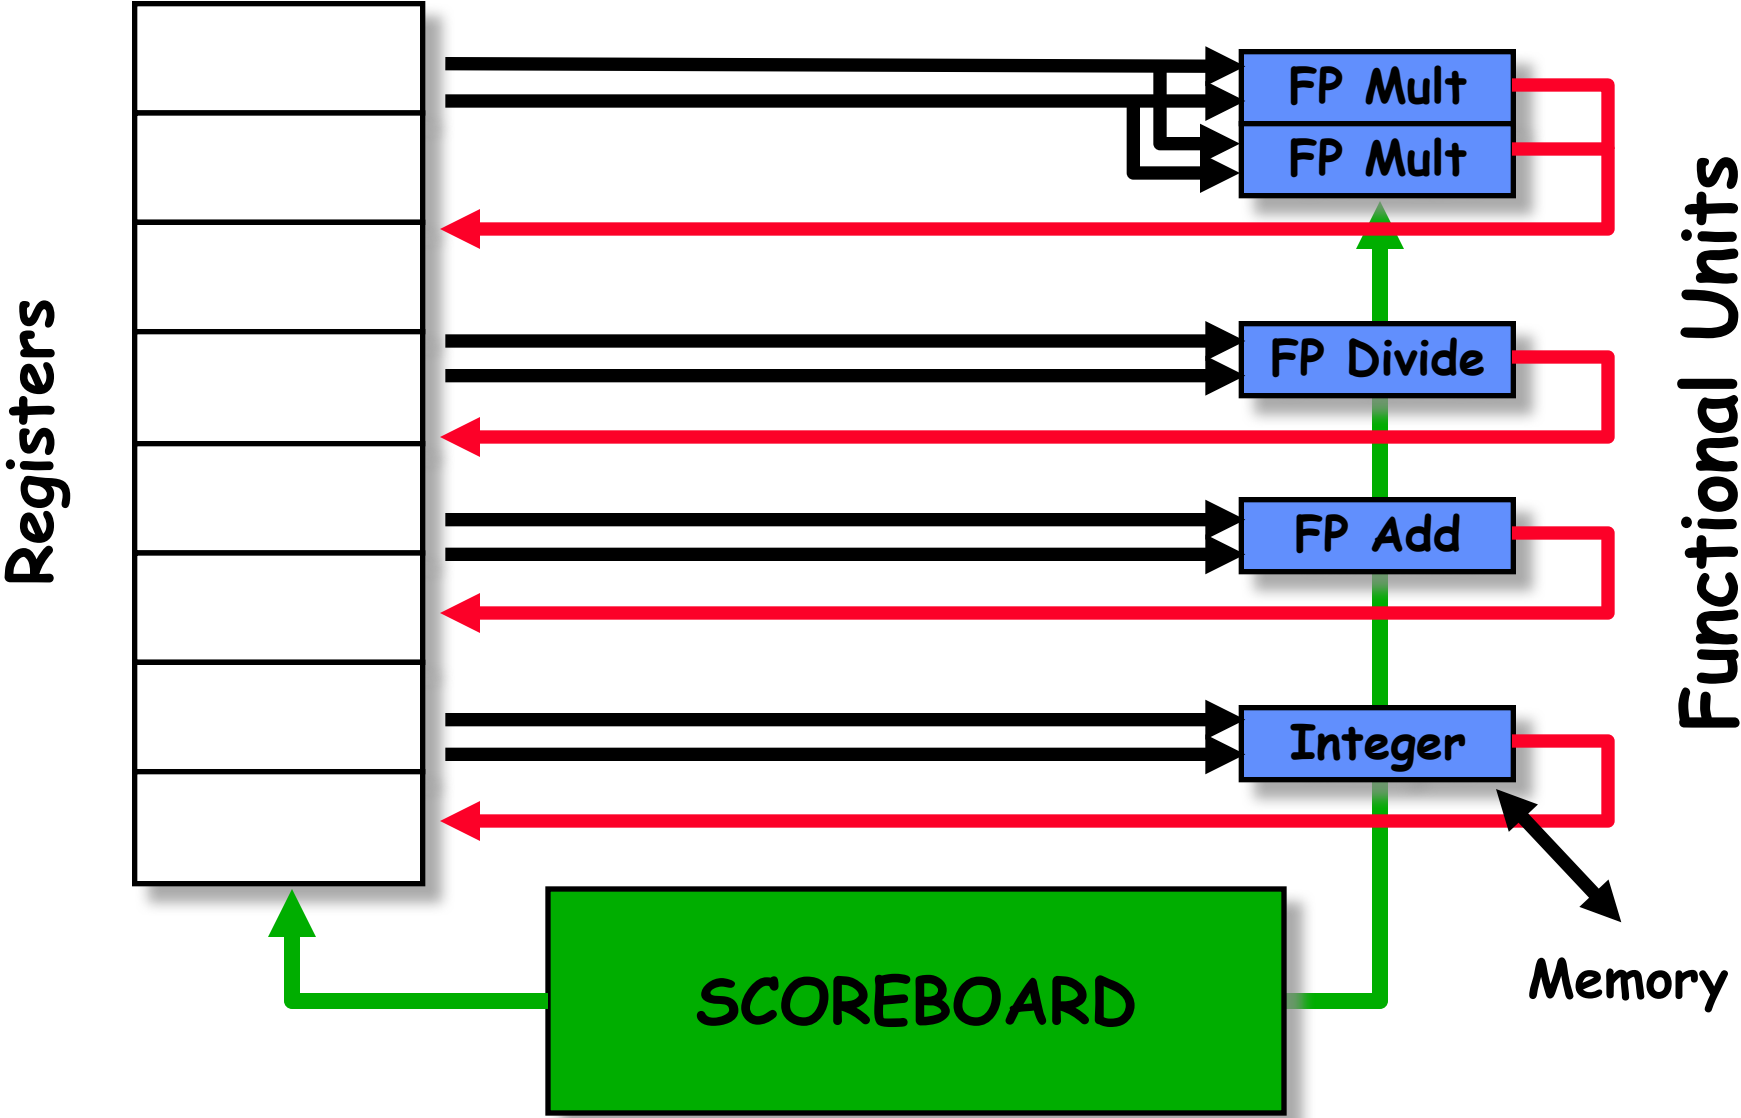 Registers
FP Mult
FP Mult
FP Divide
FP Add
Integer
Functional Units
Memory
SCOREBOARD